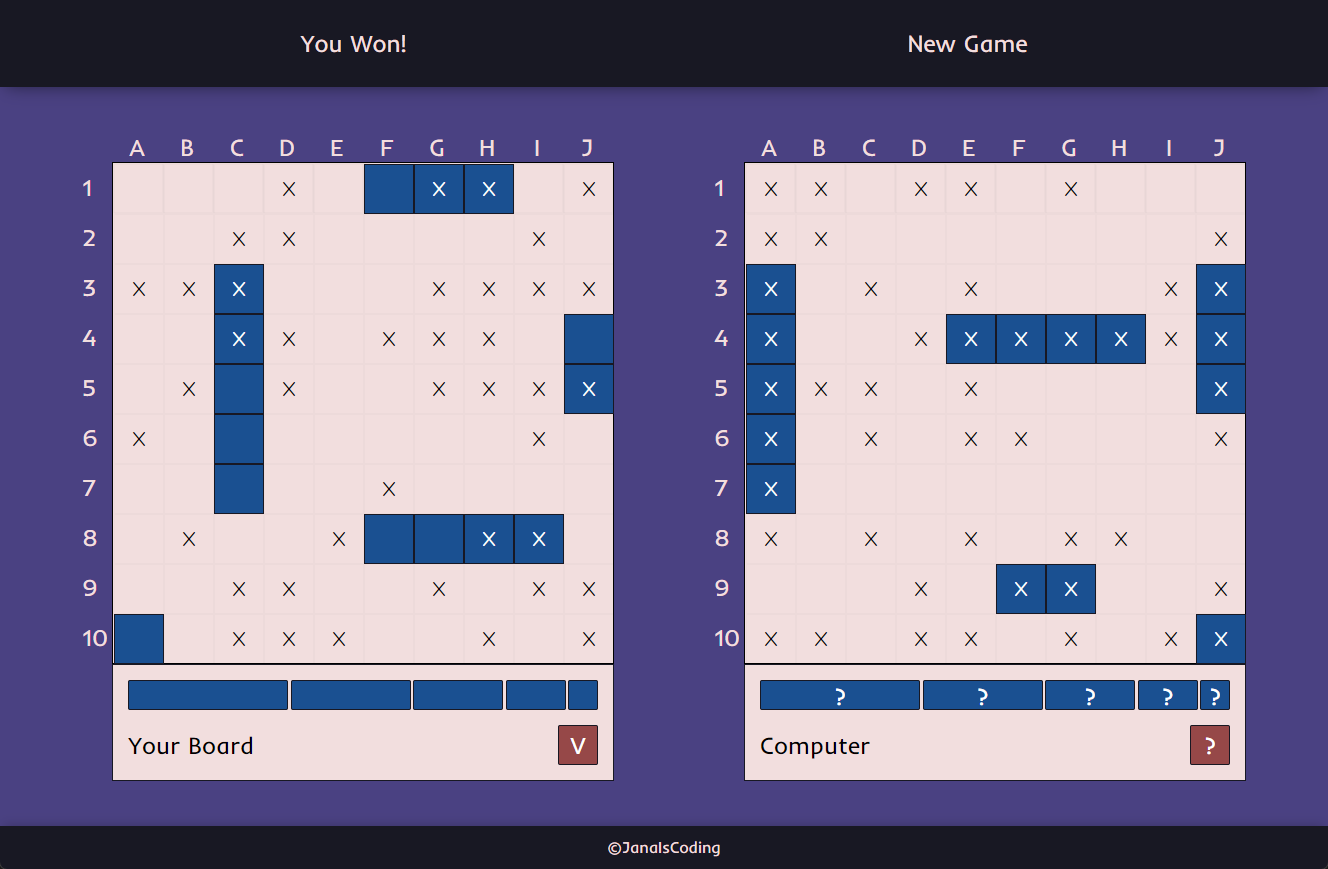 You Won! New Game
A B C D E F G H I J A B C D E F G H I J
1 X X X X 1 X X X X X
2 X X X 2 X X X
3 X X X X X X X 3 X X X X X
4 X X X X X 4 X X X X X X X X
5 X X X X X X 5 X X X X X
6 X X 6 X X X X X
7 X 7 X
8 X X X X 8 X X X X X
9 X X X X X 9 X X X X
10 X X X X X 10 X X X X X X X
? ? ? ? ?
Your Board V Computer ?
©JanaIsCoding